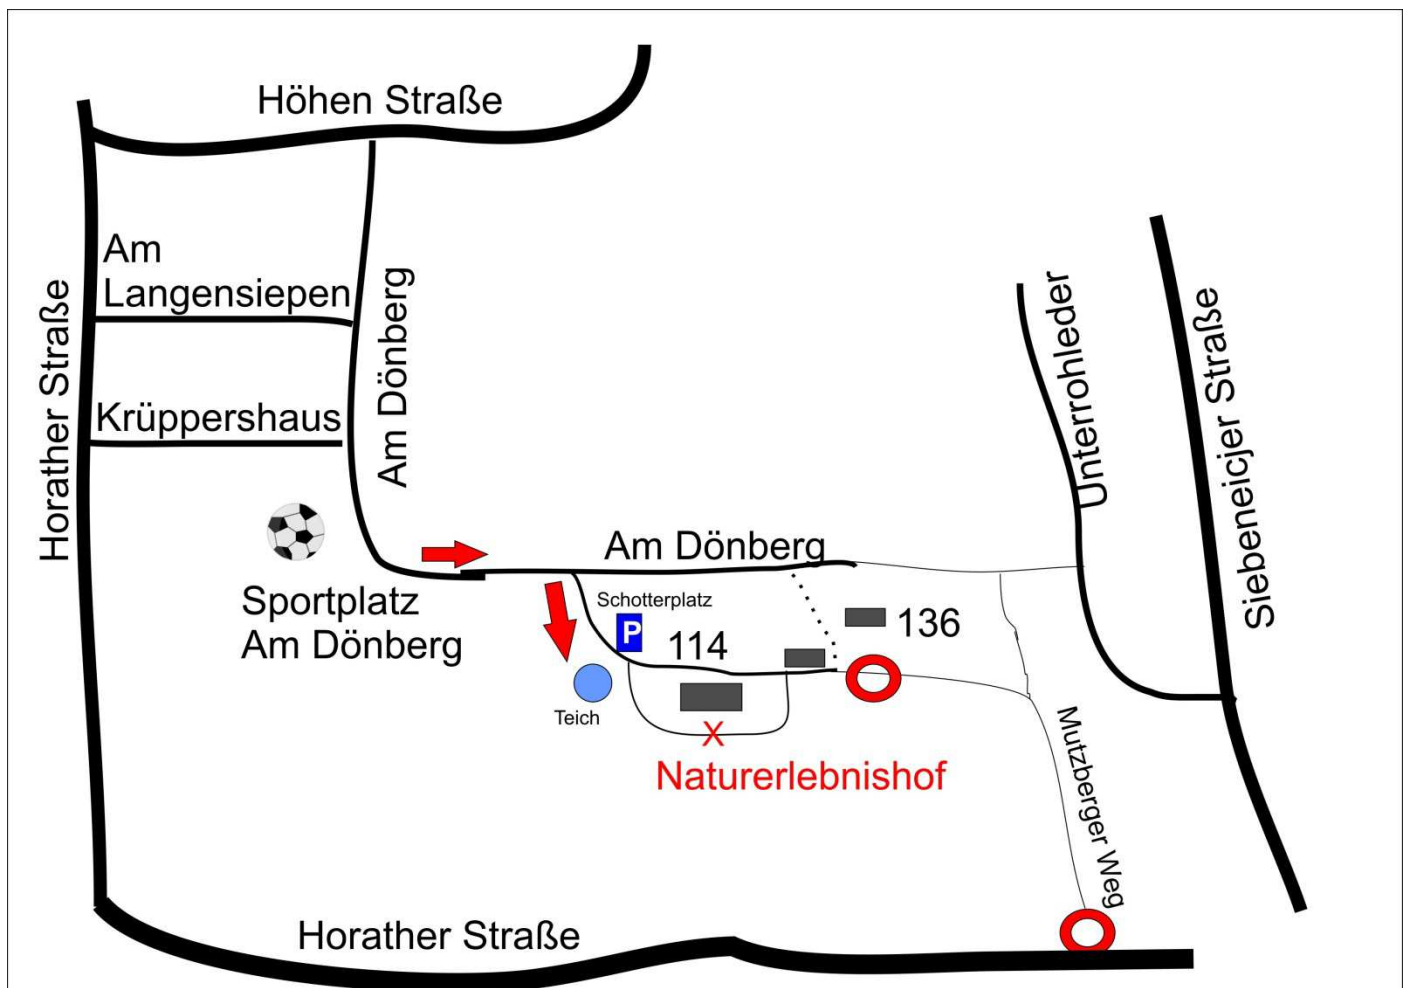 Höhen Straße
Am
Langensiepen
Horather Straße
Am Dönberg
Krüppershaus
Unterrohleder
Siebeneicjer Straße
Sportplatz
Am Dönberg
Am Dönberg
Schotterplatz
P
114
136
Teich
X
Naturerlebnishof
Mutzberger Weg
Horather Straße